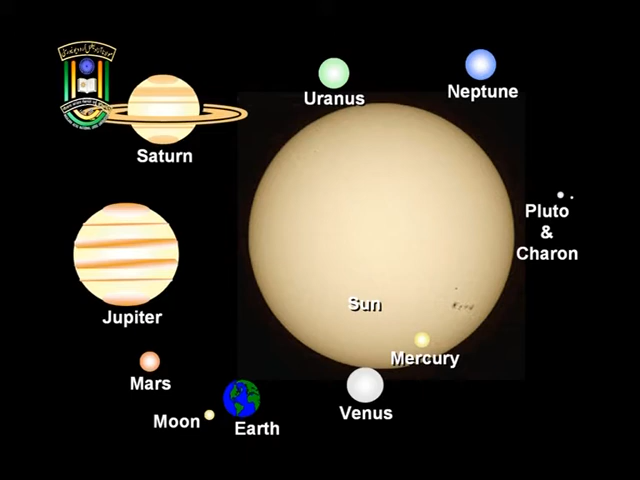 Uranus
Neptune
Saturn
Pluto
&
Charon
Jupiter
Sun
Mercury
Mars
Venus
Moon
Earth